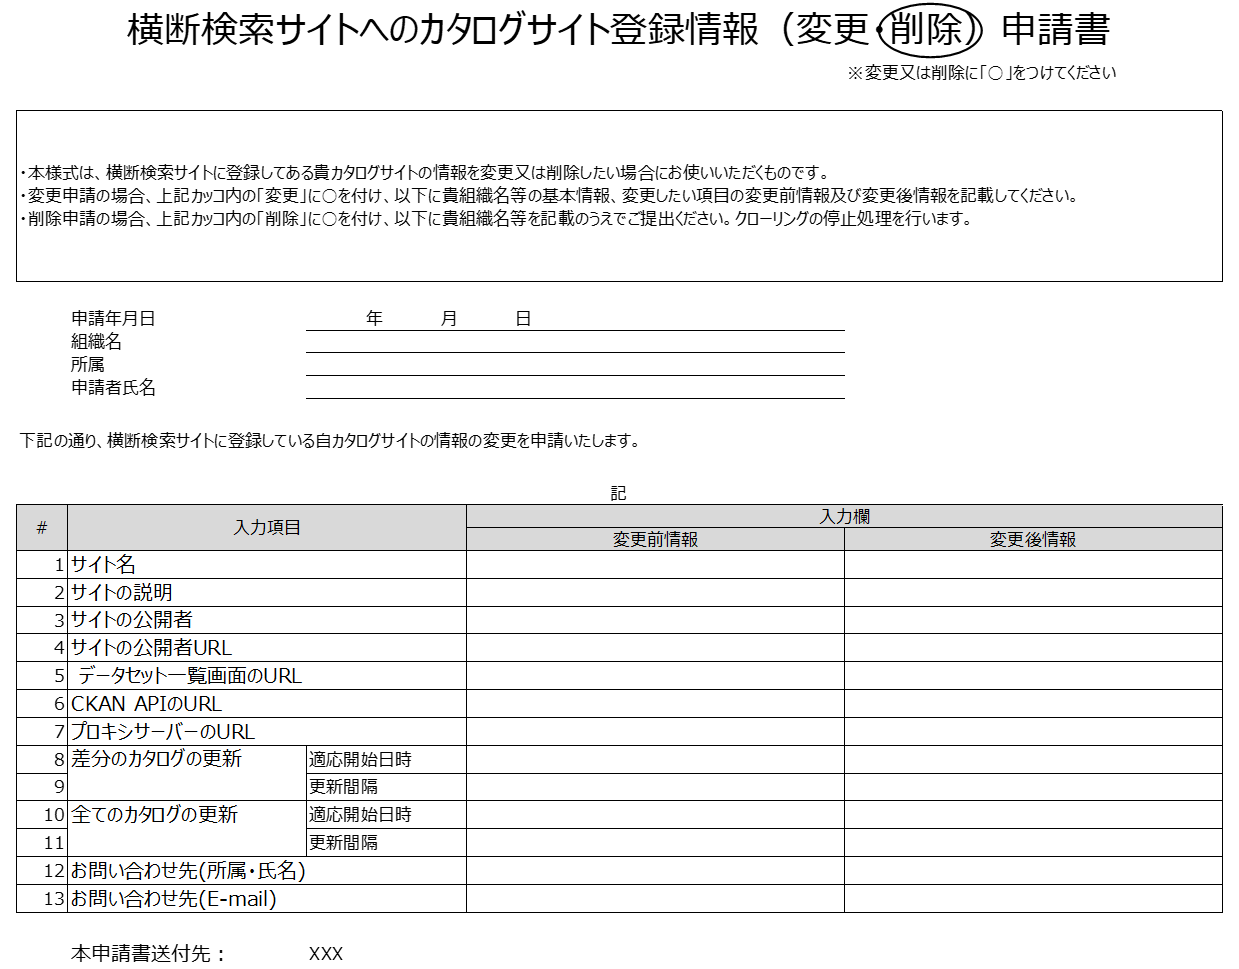 横断検索サイトへのカタログサイト登録情報（変更・削除）申請書
※変更又は削除に「○」をつけてください
・本様式は、横断検索サイトに登録してある貴カタログサイトの情報を変更又は削除したい場合にお使いいただくものです。
・変更申請の場合、上記カッコ内の「変更」に○を付け、以下に貴組織名等の基本情報、変更したい項目の変更前情報及び変更後情報を記載してください。
・削除申請の場合、上記カッコ内の「削除」に○を付け、以下に貴組織名等を記載のうえでご提出ください。クローリングの停止処理を行います。
申請年月日 年 月 日
組織名
所属
申請者氏名
下記の通り、横断検索サイトに登録している自カタログサイトの情報の変更を申請いたします。
記
# 入力項目 入力欄
変更前情報 変更後情報
1 サイト名
2 サイトの説明
3 サイトの公開者
4 サイトの公開者URL
5 データセット一覧画面のURL
6 CKAN APIのURL
7 プロキシサーバーのURL
8 差分のカタログの更新 適応開始日時
9 更新間隔
10 全てのカタログの更新 適応開始日時
11 更新間隔
12 お問い合わせ先(所属・氏名)
13 お問い合わせ先(E-mail)
本申請書送付先： XXX